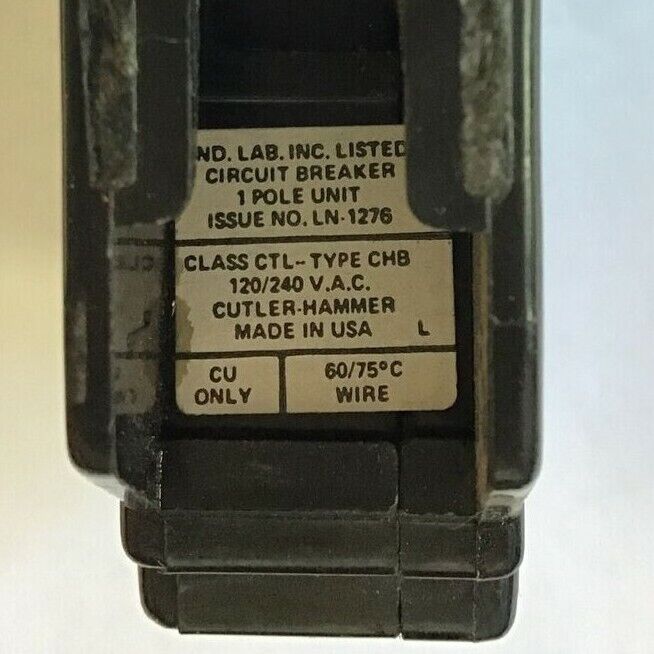 ND. LAB. INC. LISTED
CIRCUIT BREAKER
1 POLE UNIT
ISSUE NO. LN-1276
CLASS CTL-- TYPE CHB
120/240 V.A.C.
CUTLER-HAMMER
MADE IN USA L
CU
ONLY
60/75°C
WIRE